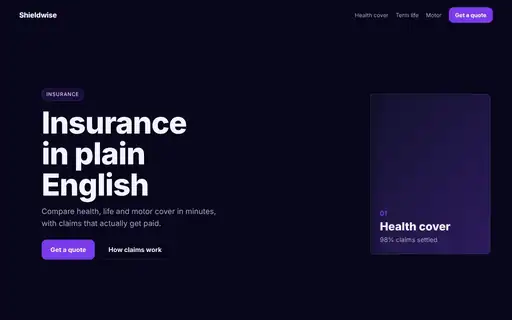 Shieldwise
Health cover
Term life
Motor
Get a quote
INSURANCE
Insurance
in plain
English
Compare health, life and motor cover in minutes,
with claims that actually get paid.
Get a quote
How claims work
01
Health cover
98% claims settled